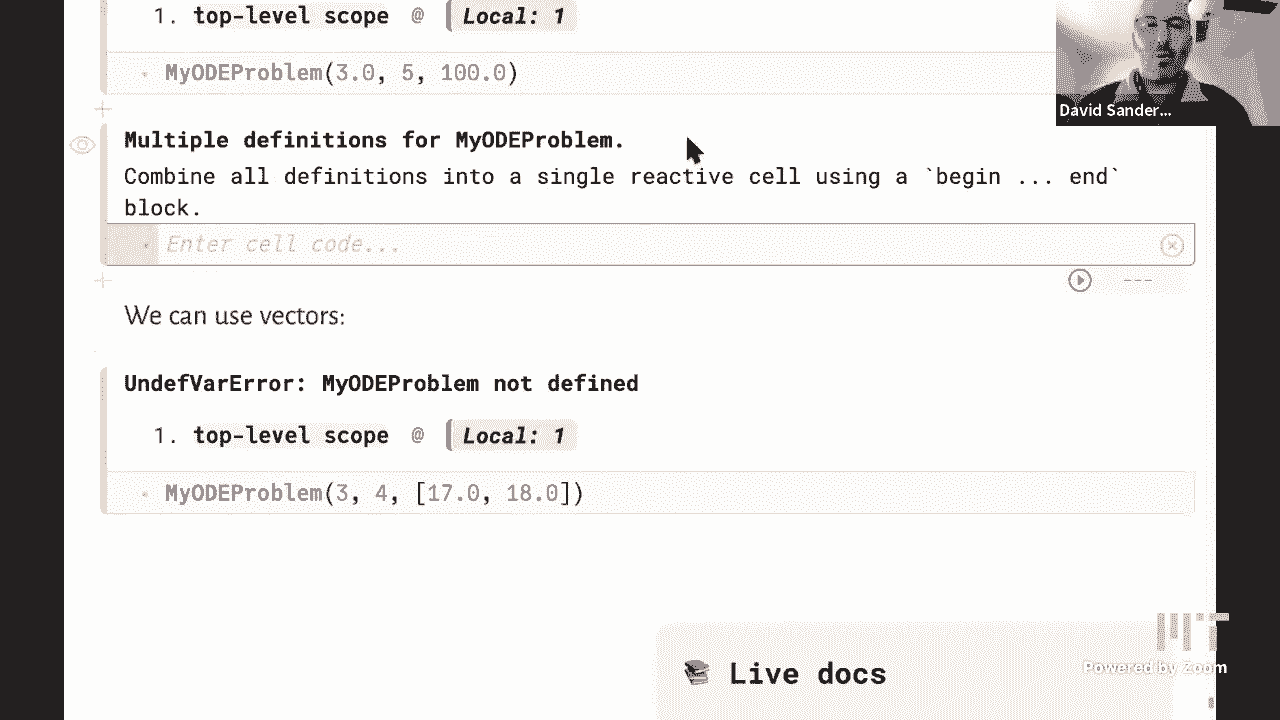 1. top-level scope @ Local: 1
MyODEProblem(3.0, 5, 100.0)
David Sander...
Multiple definitions for MyODEProblem.
Combine all definitions into a single reactive cell using a `begin ... end`
block.
Enter cell code...
We can use vectors:
UndefVarError: MyODEProblem not defined
1. top-level scope @ Local: 1
MyODEProblem(3, 4, [17.0, 18.0])
MIT
Live docs
Powered by Zoom